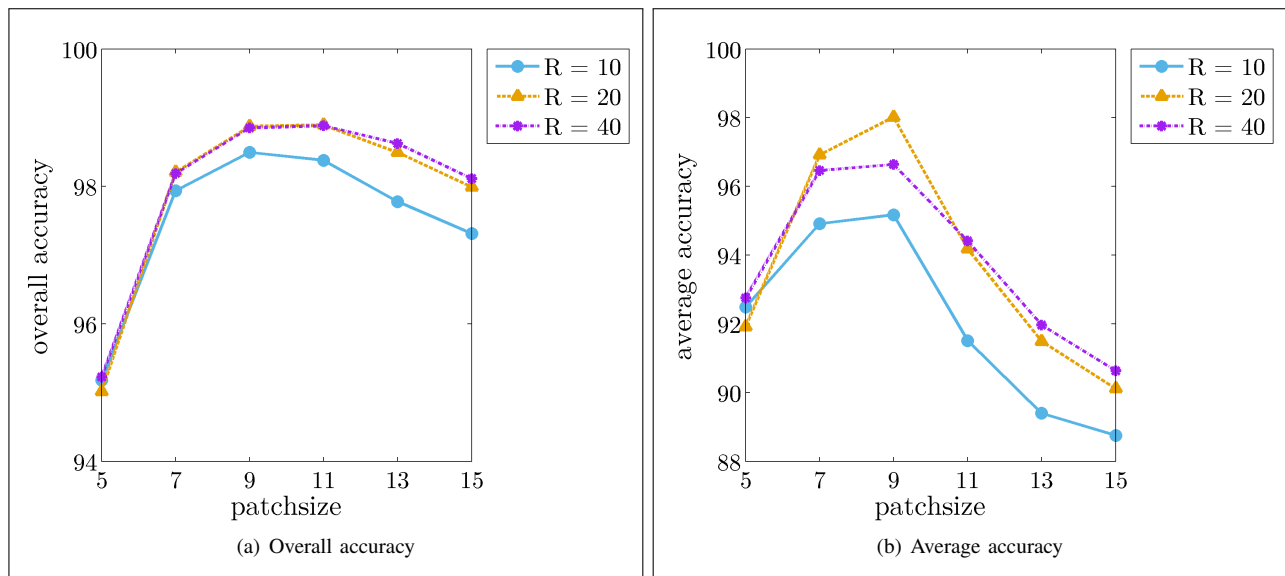 100
98
96
94
overall accuracy
5 7 9 11 13 15
patchsize
R = 10
R = 20
R = 40
(a) Overall accuracy
100
98
96
94
92
90
88
average accuracy
5 7 9 11 13 15
patchsize
R = 10
R = 20
R = 40
(b) Average accuracy